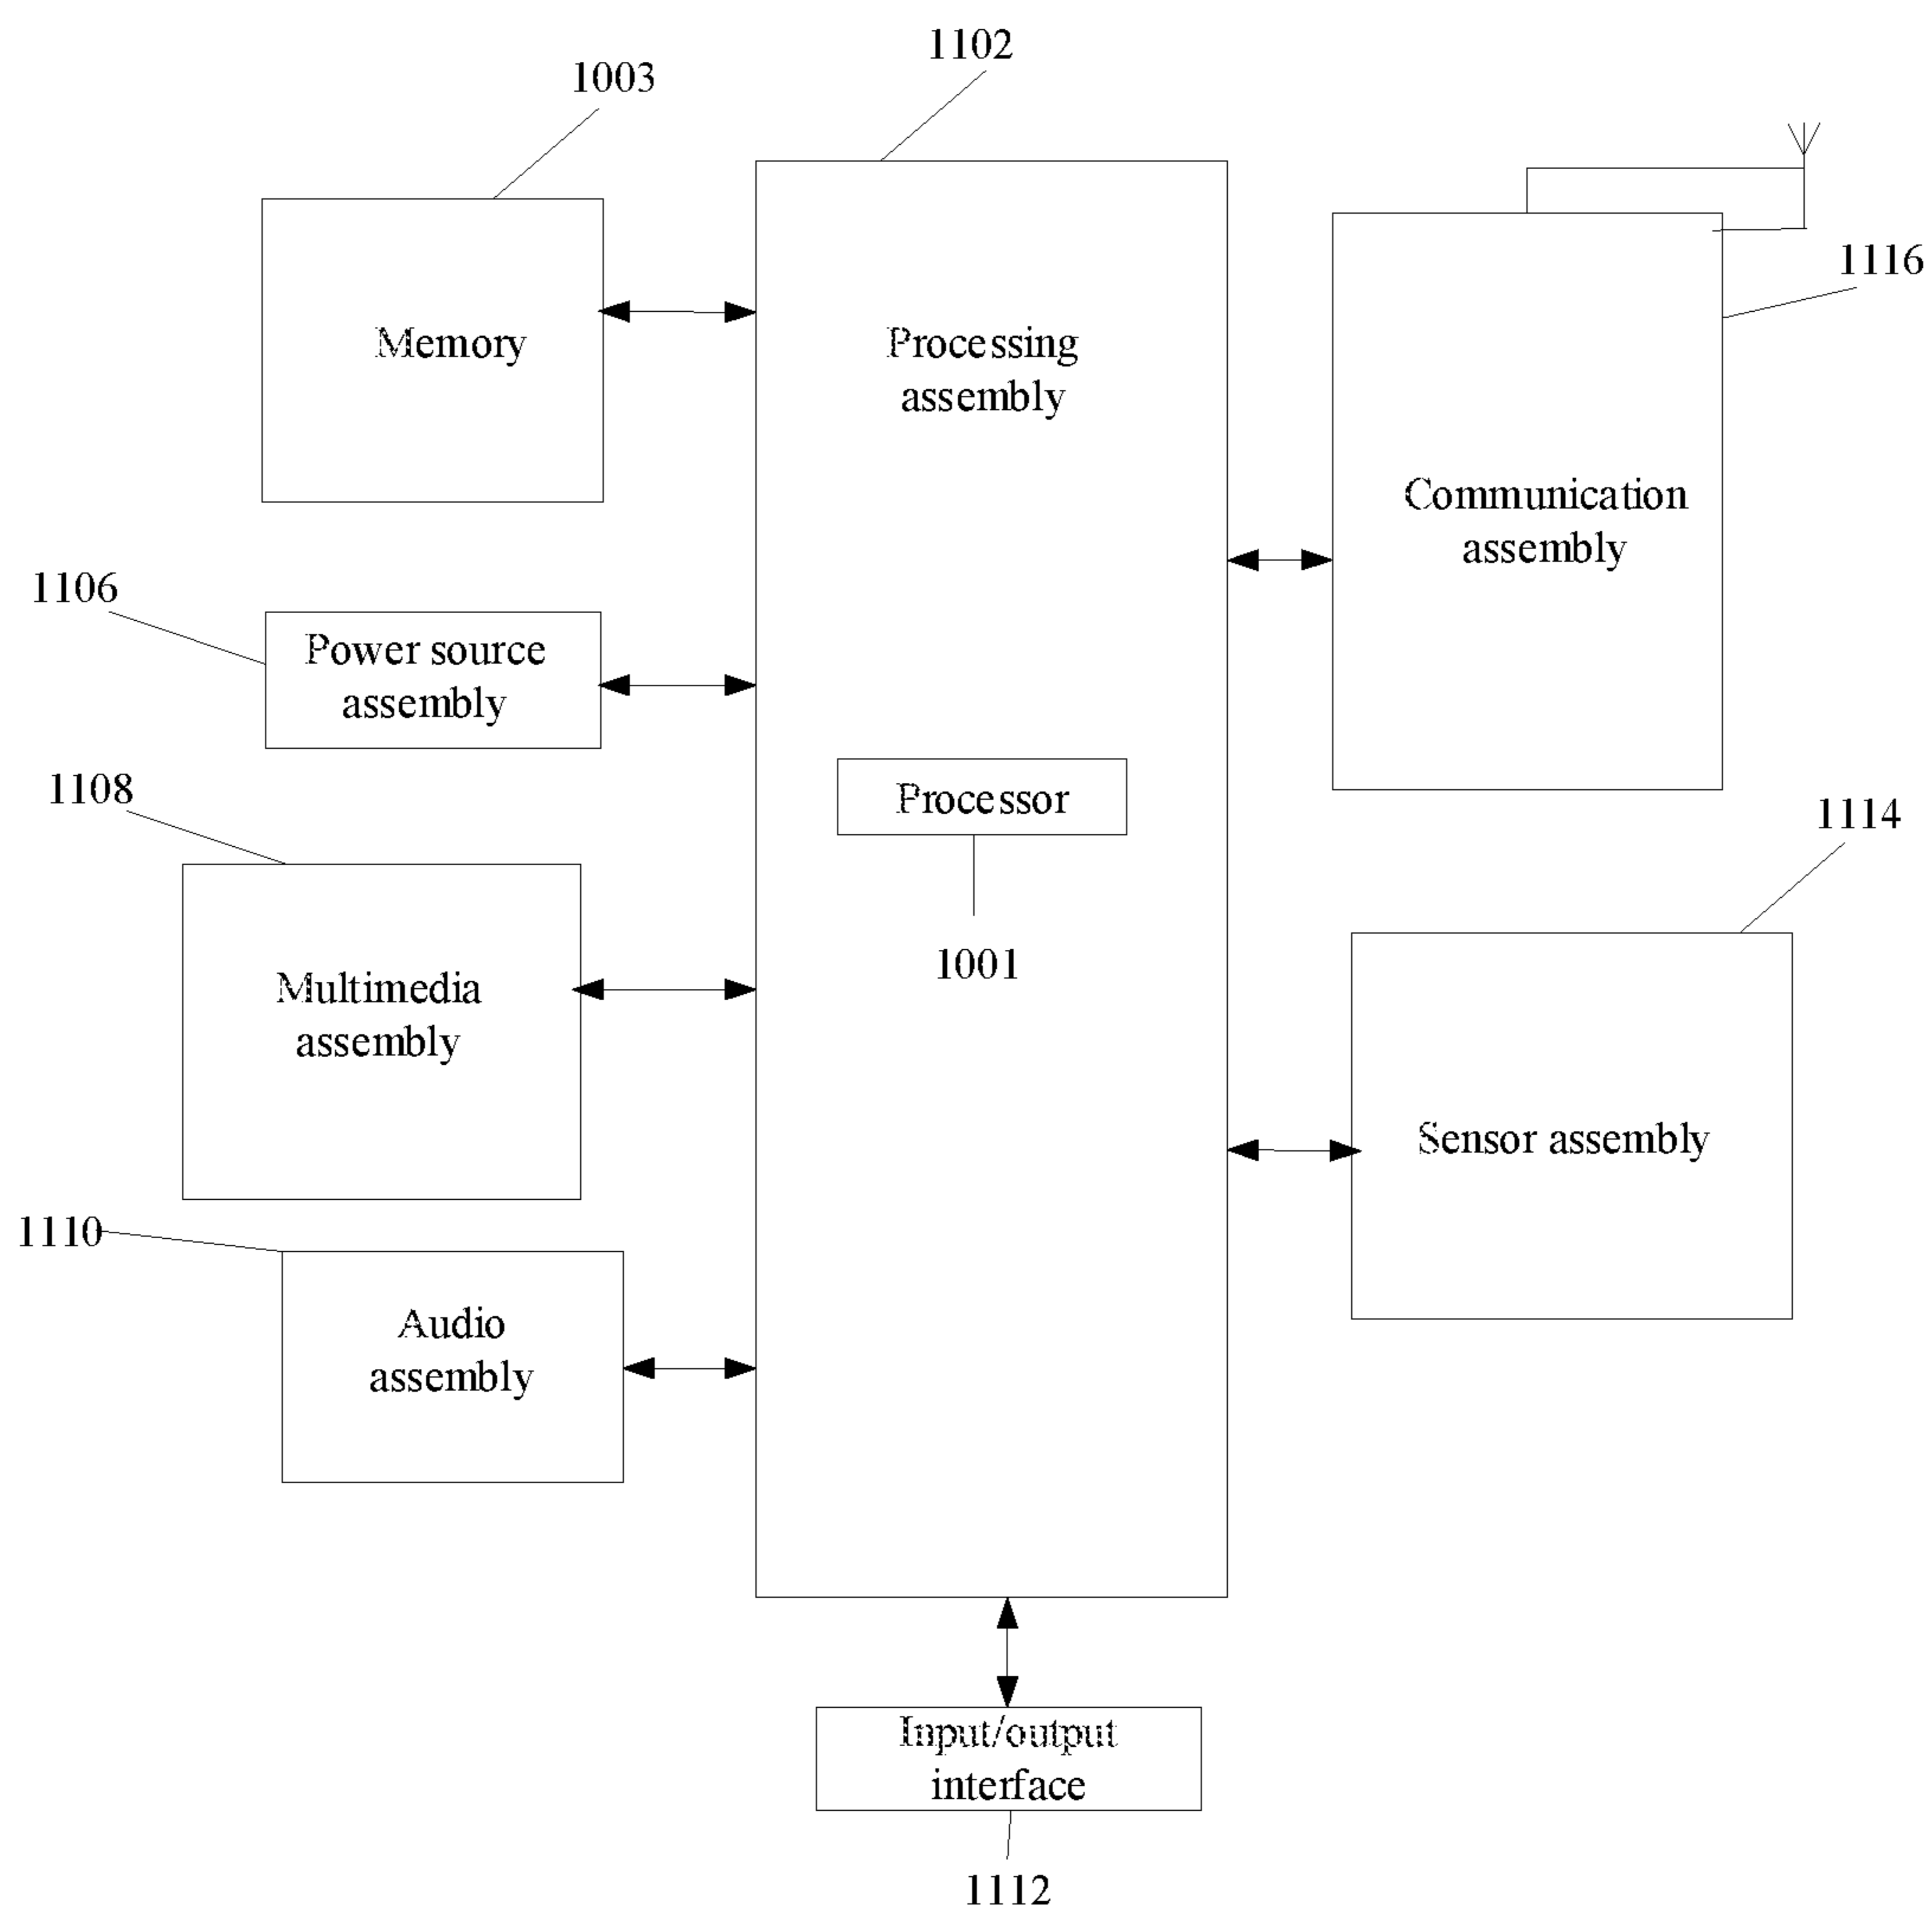 1102
1003
1116
Memory
Processing
assembly
Communication
assembly
1106
Power source
assembly
1108
Processor
1114
1001
Multimedia
assembly
Sensor assembly
1110
Audio
assembly
Input/output
interface
1112